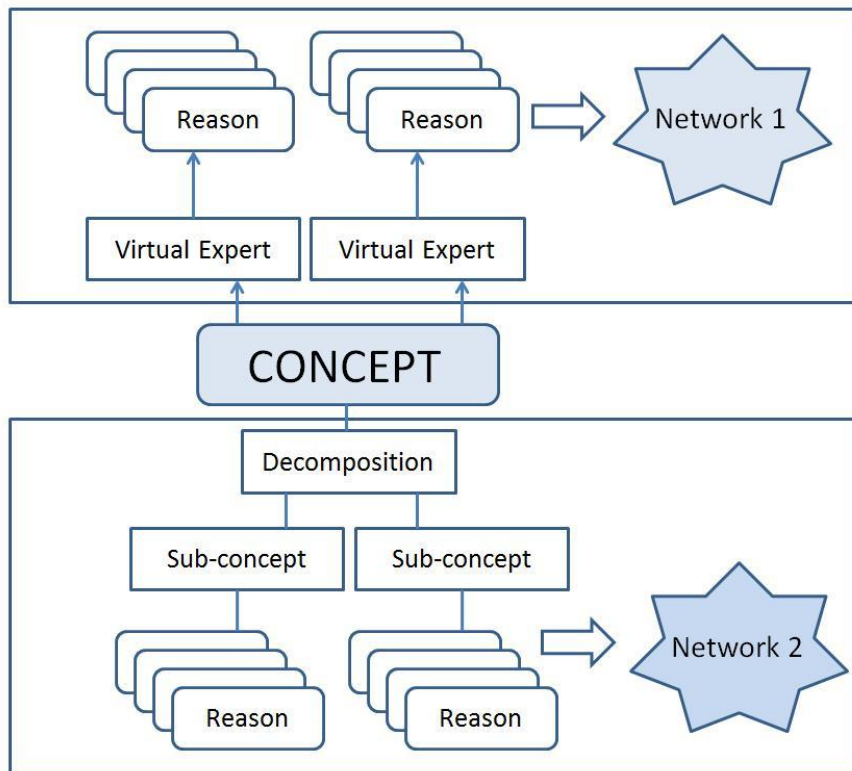 Reason
Reason
Network 1
Virtual Expert
Virtual Expert
CONCEPT
Decomposition
Sub-concept
Sub-concept
Network 2
Reason
Reason